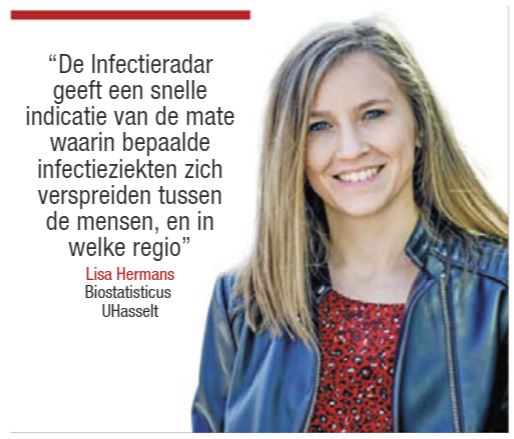 “De Infectieradar
geeft een snelle
indicatie van de mate
waarin bepaalde
infectieziekten zich
verspreiden tussen
de mensen, en in
welke regio”
Lisa Hermans
Biostatisticus
UHasselt